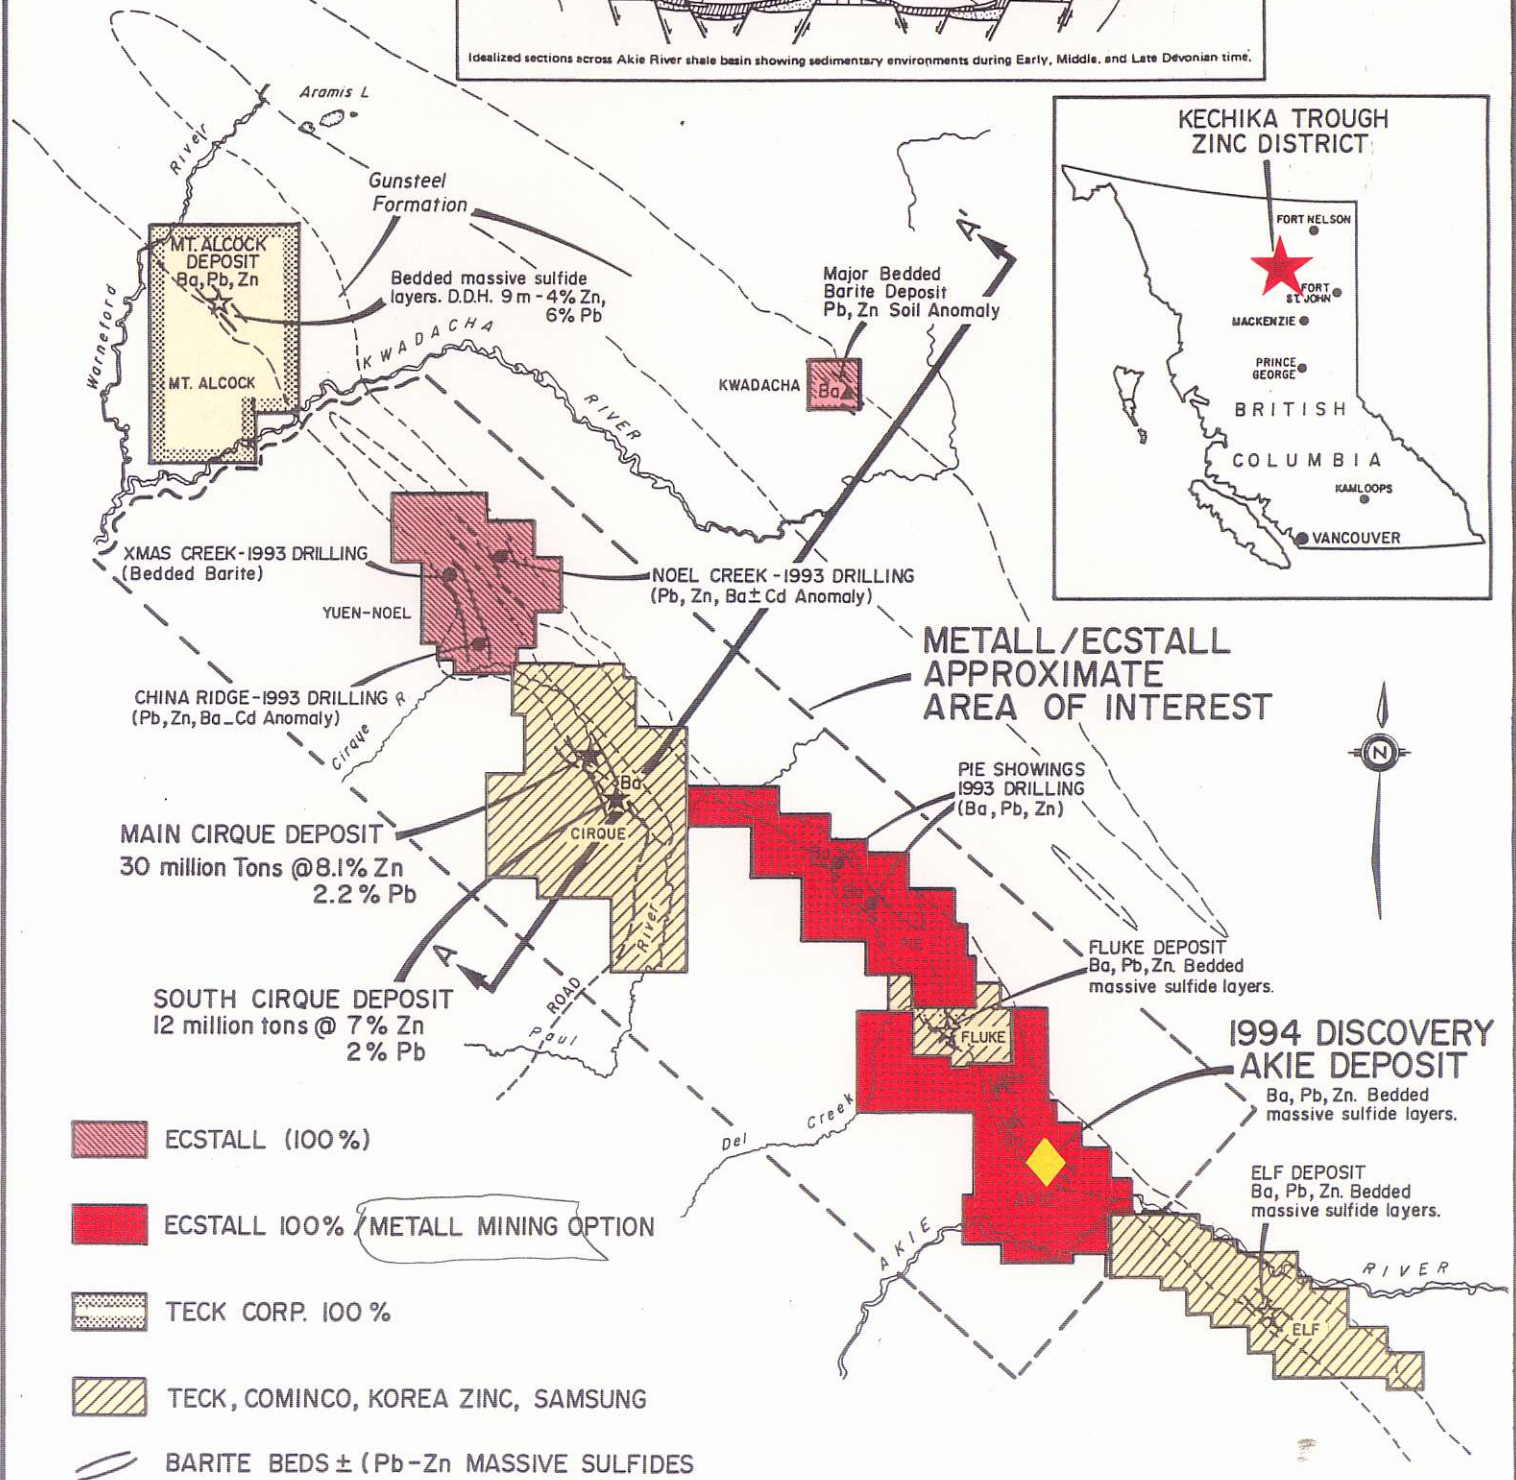 Idealized sections across Akie River shale basin showing sedimentary environments during Early, Middle, and Late Devonian time.
Aramis L
River
Warneford
Gunsteel
Formation
MT. ALCOCK
DEPOSIT
Ba, Pb, Zn
MT. ALCOCK
Bedded massive sulfide
layers. D.D.H. 9m - 4% Zn,
6% Pb
KWADACHA
RIVER
Major Bedded
Barite Deposit
Pb, Zn Soil Anomaly
KWADACHA
Ba
A'
KECHIKA TROUGH
ZINC DISTRICT
FORT NELSON
FORT
ST. JOHN
MACKENZIE
PRINCE
GEORGE
BRITISH
COLUMBIA
KAMLOOPS
VANCOUVER
XMAS CREEK-1993 DRILLING
(Bedded Barite)
YUEN-NOEL
NOEL CREEK-1993 DRILLING
(Pb, Zn, Ba±Cd Anomaly)
CHINA RIDGE-1993 DRILLING
(Pb, Zn, Ba_Cd Anomaly)
Cirque R
METALL/ECSTALL
APPROXIMATE
AREA OF INTEREST
N
Ba
CIRQUE
MAIN CIRQUE DEPOSIT
30 million Tons @8.1% Zn
2.2% Pb
PIE SHOWINGS
1993 DRILLING
(Ba, Pb, Zn)
Ba
Ba
PIE
River
A
ROAD
Paul
SOUTH CIRQUE DEPOSIT
12 million tons @ 7% Zn
2% Pb
FLUKE DEPOSIT
Ba, Pb, Zn. Bedded
massive sulfide layers.
FLUKE
1994 DISCOVERY
AKIE DEPOSIT
Ba, Pb, Zn. Bedded
massive sulfide layers.
AKIE
Del Creek
ELF DEPOSIT
Ba, Pb, Zn. Bedded
massive sulfide layers.
AKIE
RIVER
ELF
ECSTALL (100%)
ECSTALL 100% / METALL MINING OPTION
TECK CORP. 100%
TECK, COMINCO, KOREA ZINC, SAMSUNG
BARITE BEDS ± (Pb-Zn MASSIVE SULFIDES